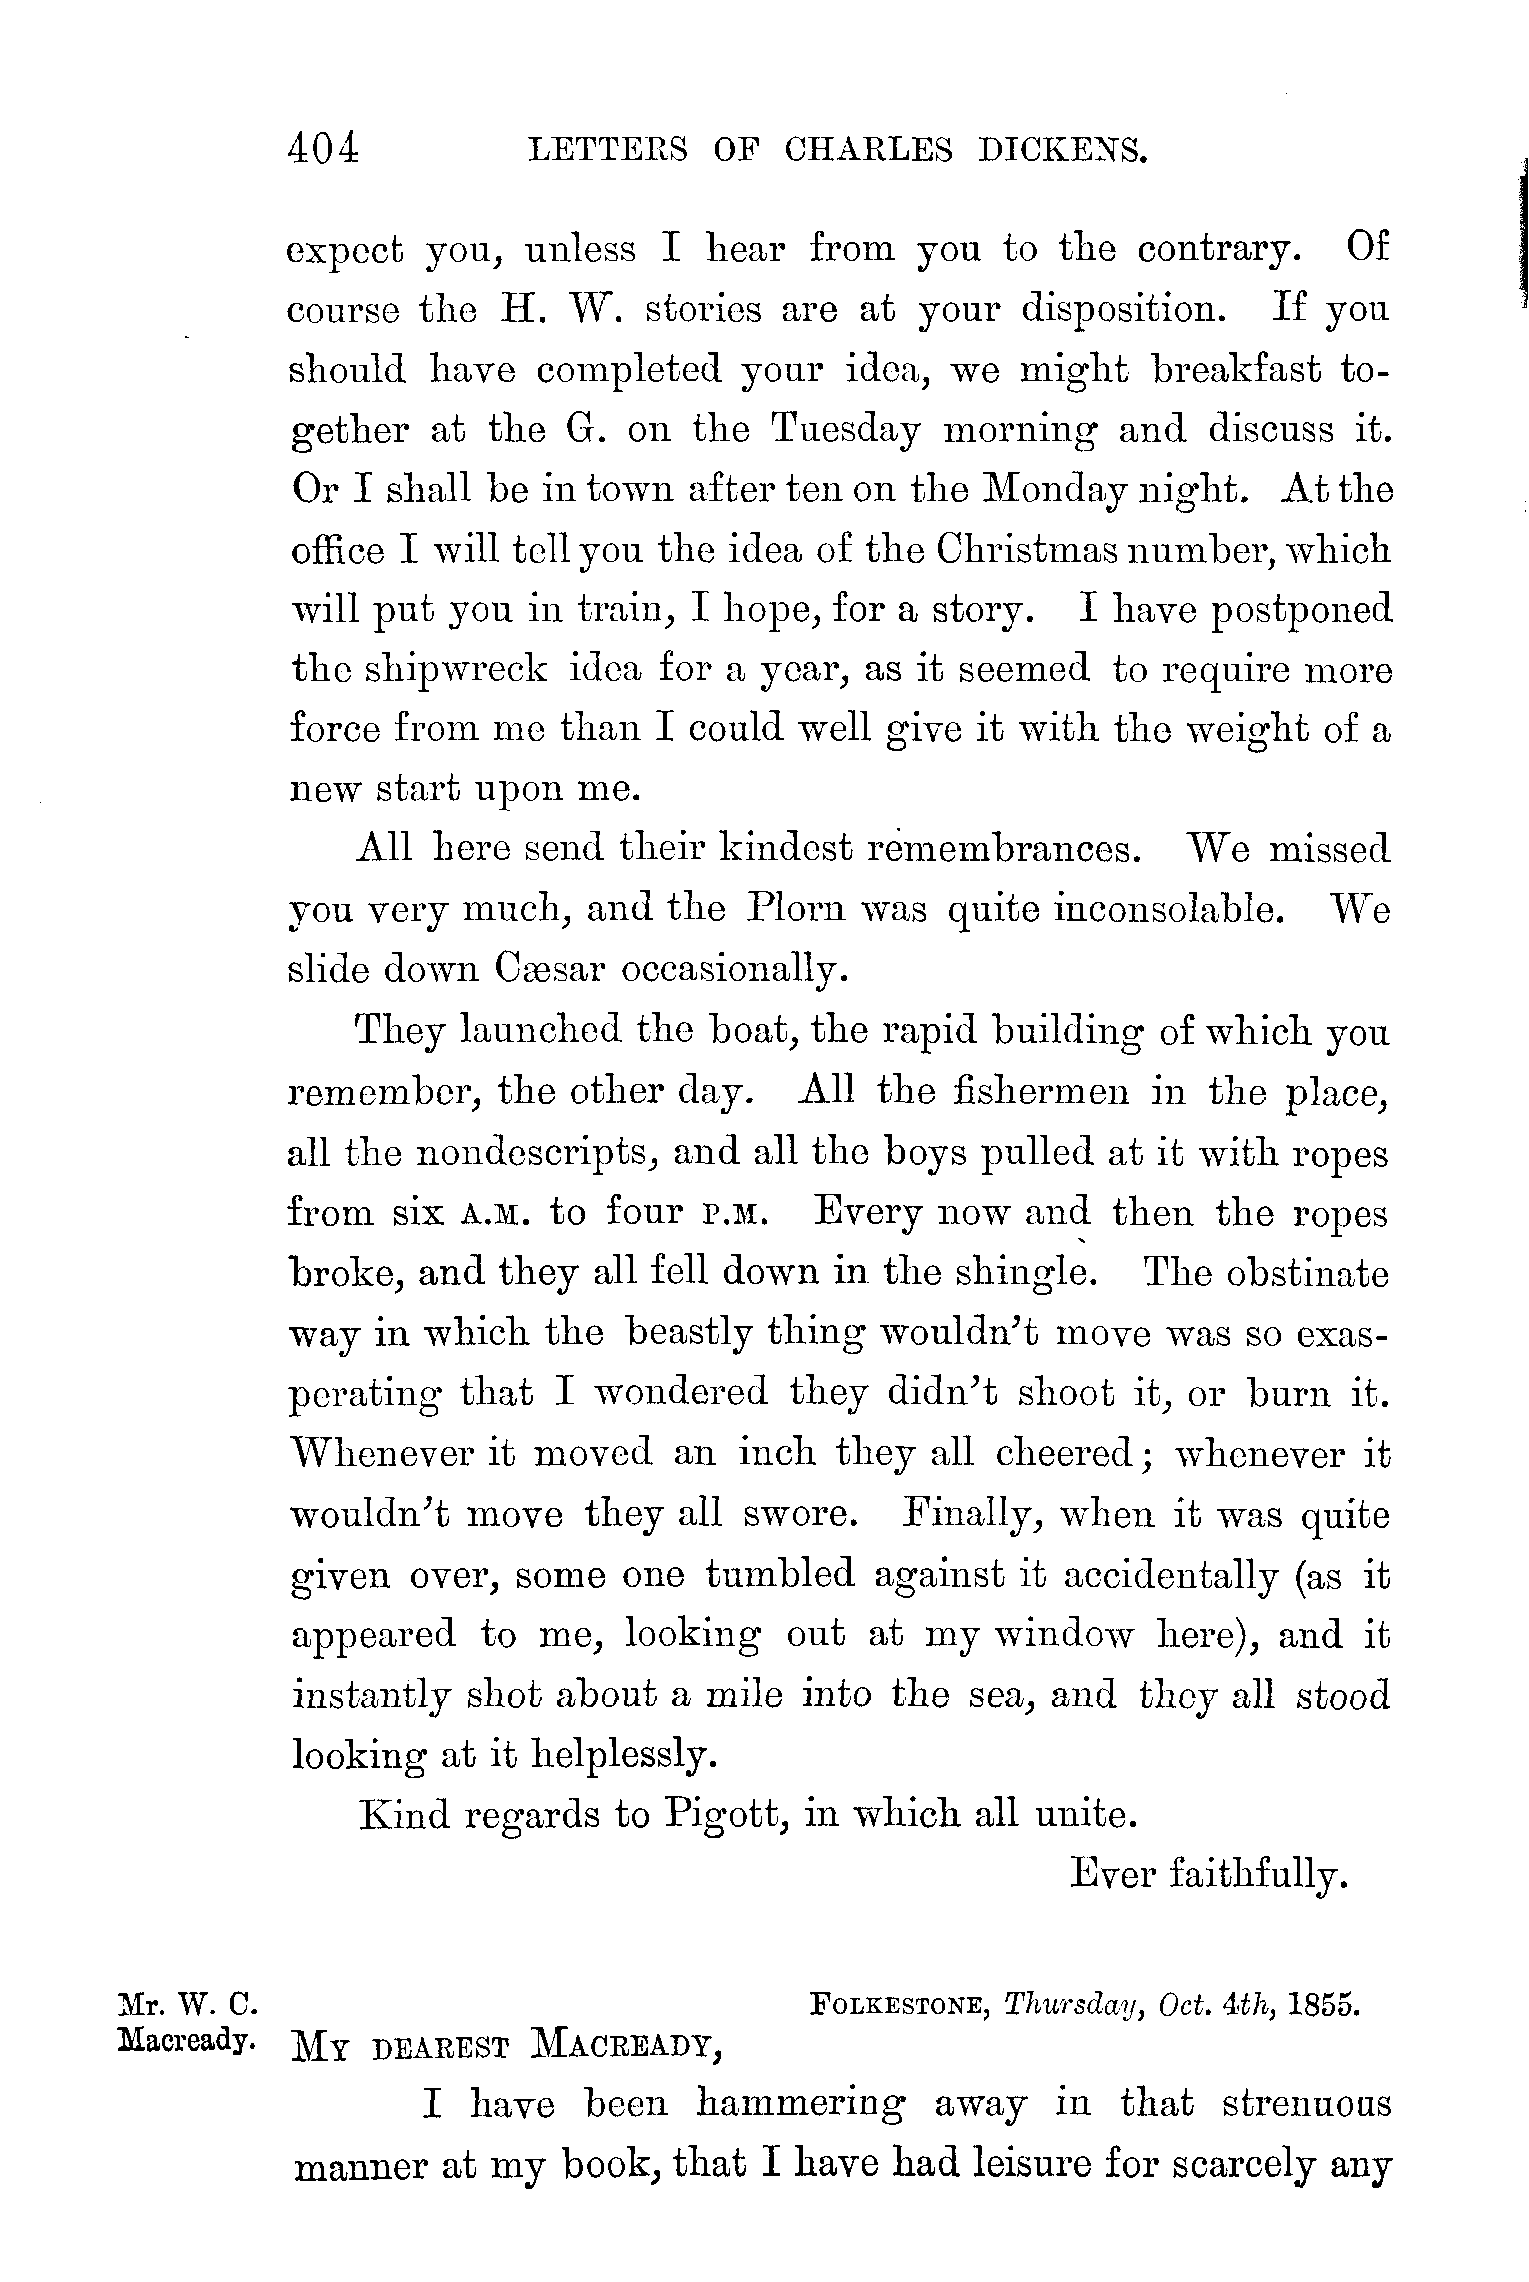 404 LETTERS OF CHARLES DICKENS.
expect you, unless I hear from you to the contrary. Of
course the H. W. stories are at your disposition. If you
should have completed your idea, we might breakfast to-
gether at the G. on the Tuesday morning and discuss it.
Or I shall be in town after ten on the Monday night. At the
office I will tell you the idea of the Christmas number, which
will put you in train, I hope, for a story. I have postponed
the shipwreck idea for a year, as it seemed to require more
force from me than I could well give it with the weight of a
new start upon me.
All here send their kindest remembrances. We missed
you very much, and the Plorn was quite inconsolable. We
slide down Cæsar occasionally.
They launched the boat, the rapid building of which you
remember, the other day. All the fishermen in the place,
all the nondescripts, and all the boys pulled at it with ropes
from six A.M. to four P.M. Every now and then the ropes
broke, and they all fell down in the shingle. The obstinate
way in which the beastly thing wouldn't move was so exas-
perating that I wondered they didn't shoot it, or burn it.
Whenever it moved an inch they all cheered; whenever it
wouldn't move they all swore. Finally, when it was quite
given over, some one tumbled against it accidentally (as it
appeared to me, looking out at my window here), and it
instantly shot about a mile into the sea, and they all stood
looking at it helplessly.
Kind regards to Pigott, in which all unite.
Ever faithfully.
Mr. W. C.
Macready.
FOLKESTONE, Thursday, Oct. 4th, 1855.
MY DEAREST MACREADY,
I have been hammering away in that strenuous
manner at my book, that I have had leisure for scarcely any